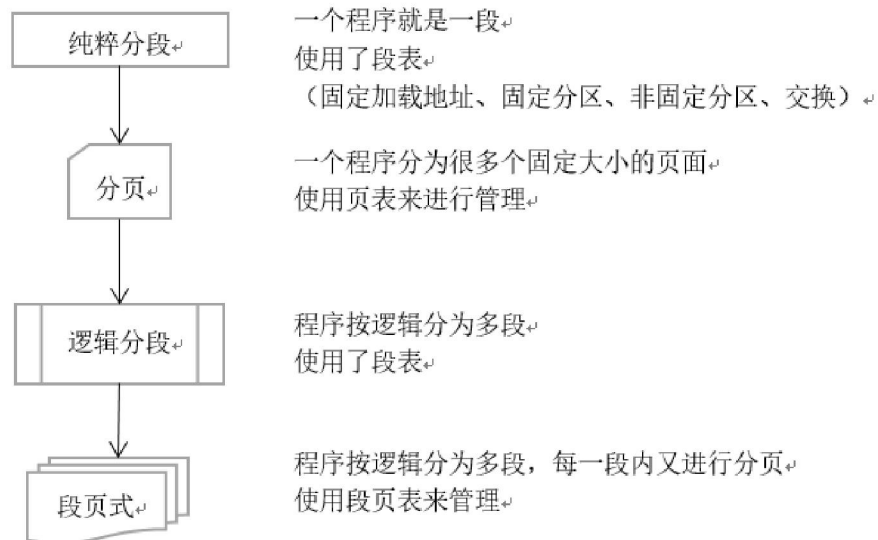 纯粹分段
一个程序就是一段
使用了段表
（固定加载地址、固定分区、非固定分区、交换）
分页
一个程序分为很多个固定大小的页面
使用页表来进行管理
逻辑分段
程序按逻辑分为多段
使用了段表
段页式
程序按逻辑分为多段，每一段内又进行分页
使用段页表来管理